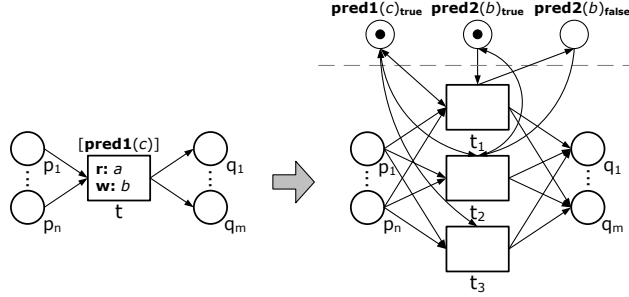 pred1(c)true pred2(b)true pred2(b)false
[pred1(c)]
p1
⋮
pn
r: a
w: b
t
q1
⋮
qm
p1
⋮
pn
t1
t2
t3
q1
⋮
qm